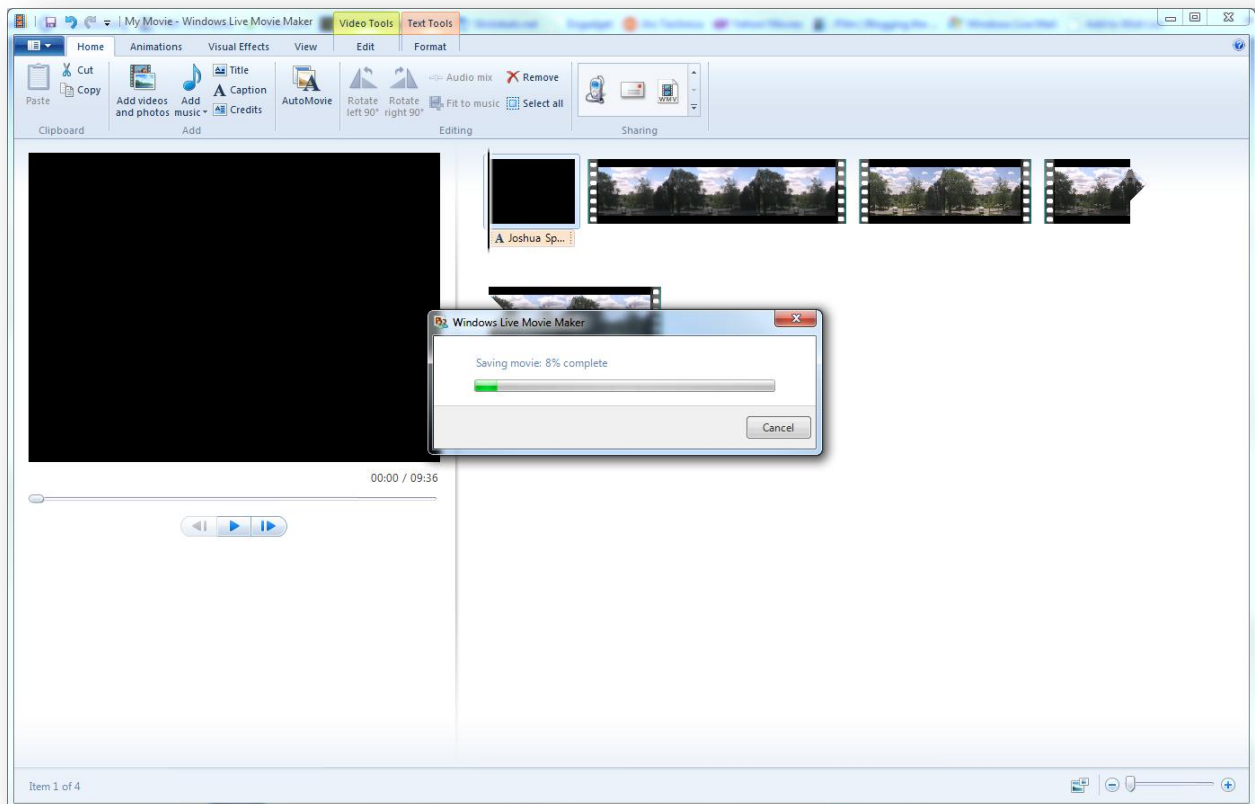 My Movie - Windows Live Movie Maker
Video Tools
Text Tools
Home
Animations
Visual Effects
View
Edit
Format
Paste
Cut
Copy
Clipboard
Add videos
and photos
Add
music
Title
Caption
Credits
Add
AutoMovie
Rotate
left 90°
Rotate
right 90°
Audio mix
Fit to music
Remove
Select all
Editing
WMV
Sharing
A Joshua Sp...
Windows Live Movie Maker
Saving movie: 8% complete
Cancel
00:00 / 09:36
Item 1 of 4